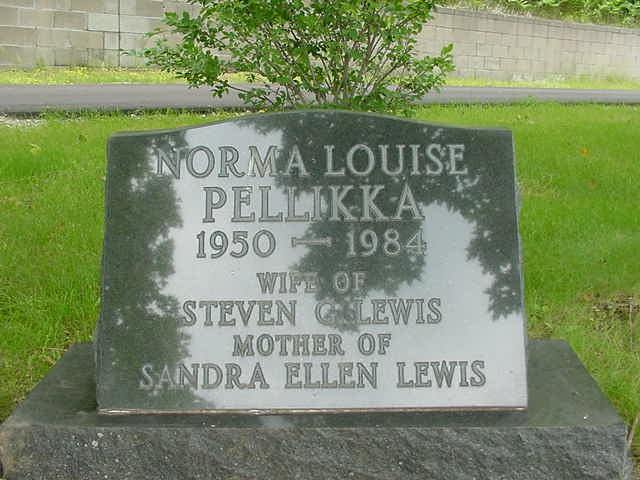 NORMA LOUISE
PELLIKKA
1950 — 1984
WIFE OF
STEVEN G. LEWIS
MOTHER OF
SANDRA ELLEN LEWIS